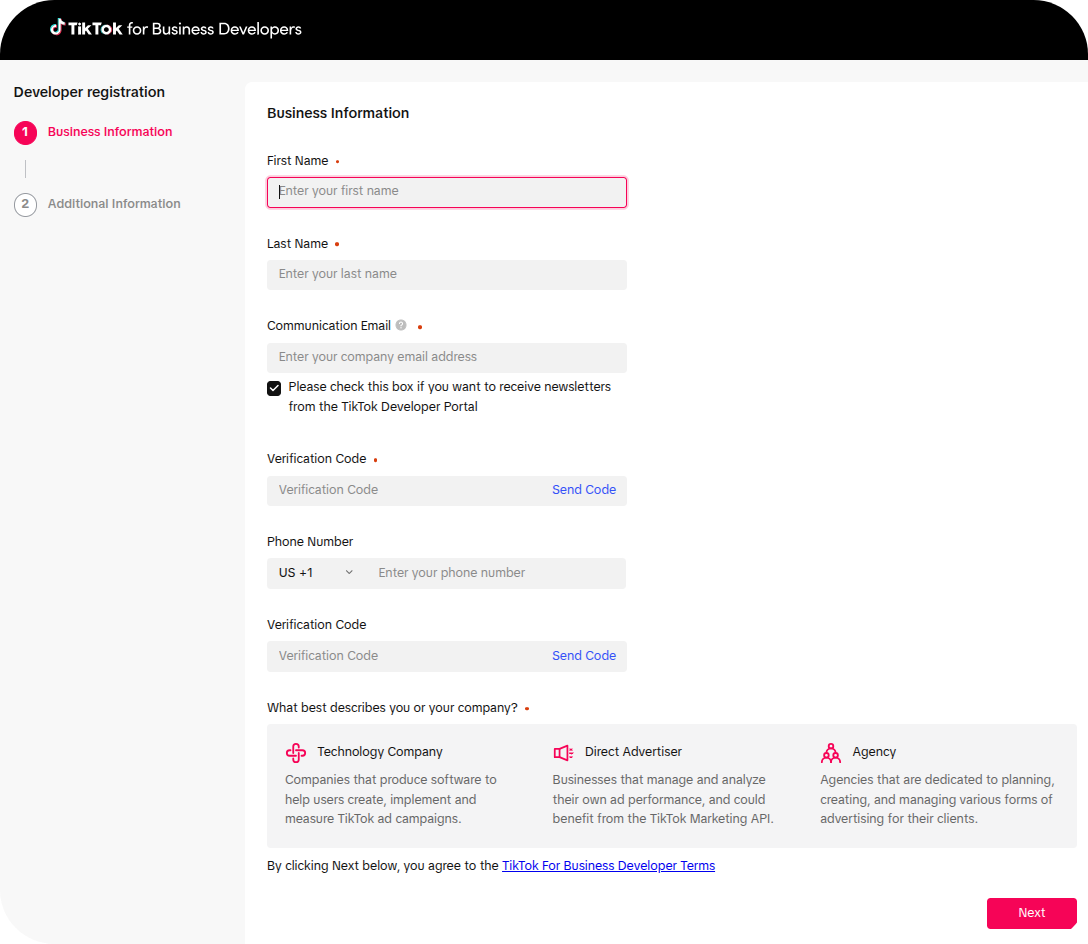 TikTok for Business Developers
Developer registration
1 Business Information
2 Additional Information
Business Information
First Name •
Enter your first name
Last Name •
Enter your last name
Communication Email ? •
Enter your company email address
Please check this box if you want to receive newsletters
from the TikTok Developer Portal
Verification Code •
Verification Code Send Code
Phone Number
US +1 Enter your phone number
Verification Code
Verification Code Send Code
What best describes you or your company? •
Technology Company
Companies that produce software to
help users create, implement and
measure TikTok ad campaigns.
Direct Advertiser
Businesses that manage and analyze
their own ad performance, and could
benefit from the TikTok Marketing API.
Agency
Agencies that are dedicated to planning,
creating, and managing various forms of
advertising for their clients.
By clicking Next below, you agree to the TikTok For Business Developer Terms
Next